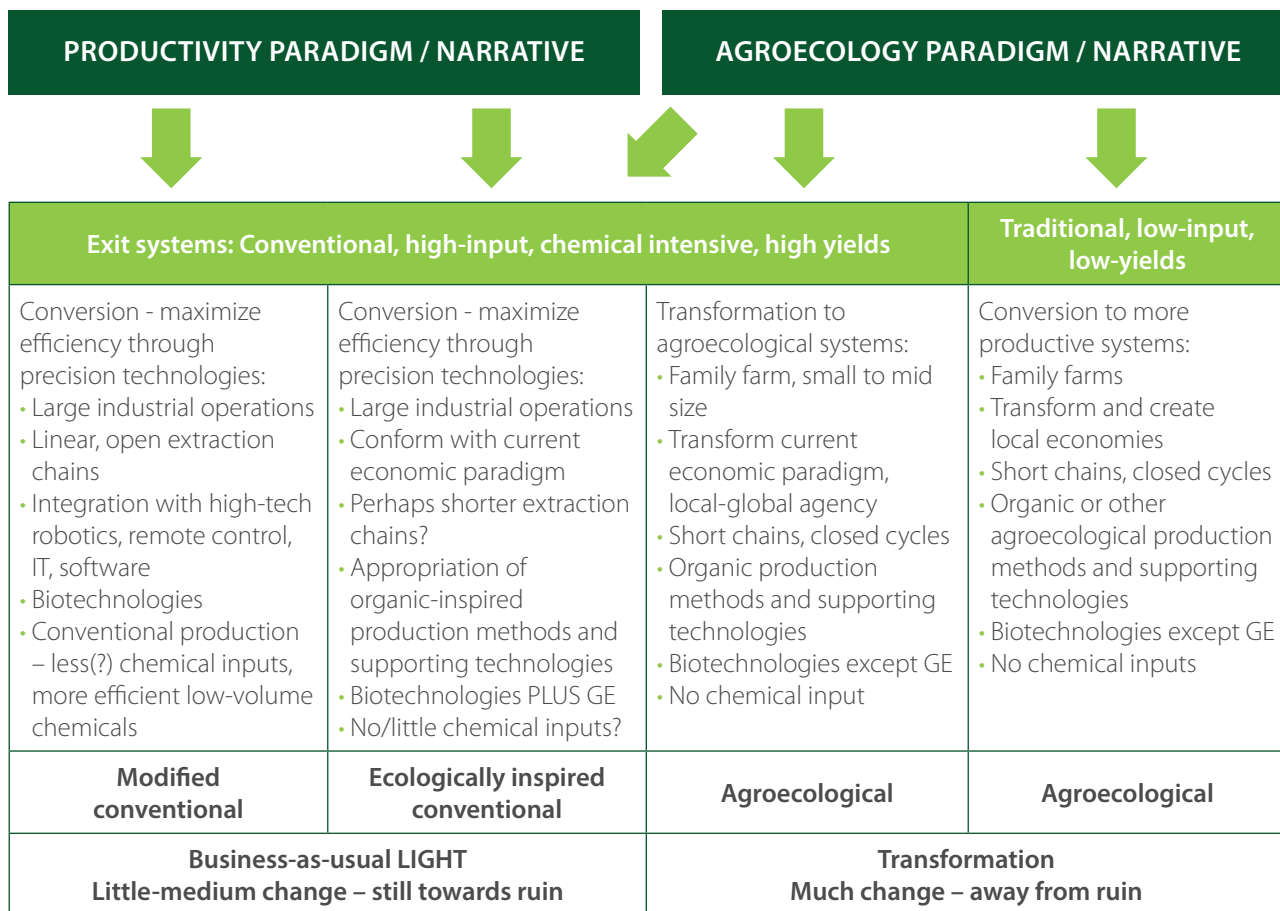 PRODUCTIVITY PARADIGM / NARRATIVE
AGROECOLOGY PARADIGM / NARRATIVE
Exit systems: Conventional, high-input, chemical intensive, high yields
Traditional, low-input,
low-yields
Conversion - maximize
efficiency through
precision technologies:
• Large industrial operations
• Linear, open extraction
chains
• Integration with high-tech
robotics, remote control,
IT, software
• Biotechnologies
• Conventional production
– less(?) chemical inputs,
more efficient low-volume
chemicals
Conversion - maximize
efficiency through
precision technologies:
• Large industrial operations
• Conform with current
economic paradigm
• Perhaps shorter extraction
chains?
• Appropriation of
organic-inspired
production methods and
supporting technologies
• Biotechnologies PLUS GE
• No/little chemical inputs?
Transformation to
agroecological systems:
• Family farm, small to mid
size
• Transform current
economic paradigm,
local-global agency
• Short chains, closed cycles
• Organic production
methods and supporting
technologies
• Biotechnologies except GE
• No chemical input
Conversion to more
productive systems:
• Family farms
• Transform and create
local economies
• Short chains, closed cycles
• Organic or other
agroecological production
methods and supporting
technologies
• Biotechnologies except GE
• No chemical inputs
Modified
conventional
Ecologically inspired
conventional
Agroecological
Agroecological
Business-as-usual LIGHT
Little-medium change – still towards ruin
Transformation
Much change – away from ruin